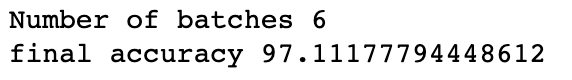 Number of batches 6
final accuracy 97.11177794448612